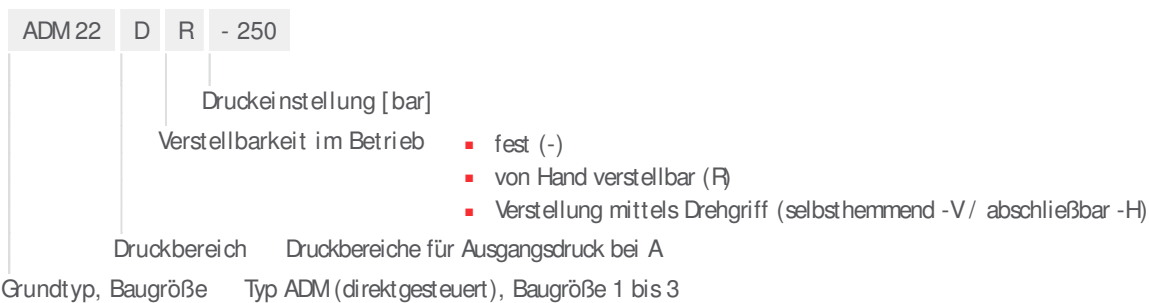 ADM 22 D R - 250
Druckeinstellung [bar]
Verstellbarkeit im Betrieb ▪ fest (-)
▪ von Hand verstellbar (R)
▪ Verstellung mittels Drehgriff (selbsthemmend -V / abschließbar -H)
Druckbereich Druckbereiche für Ausgangsdruck bei A
Grundtyp, Baugröße Typ ADM (direktgesteuert), Baugröße 1 bis 3